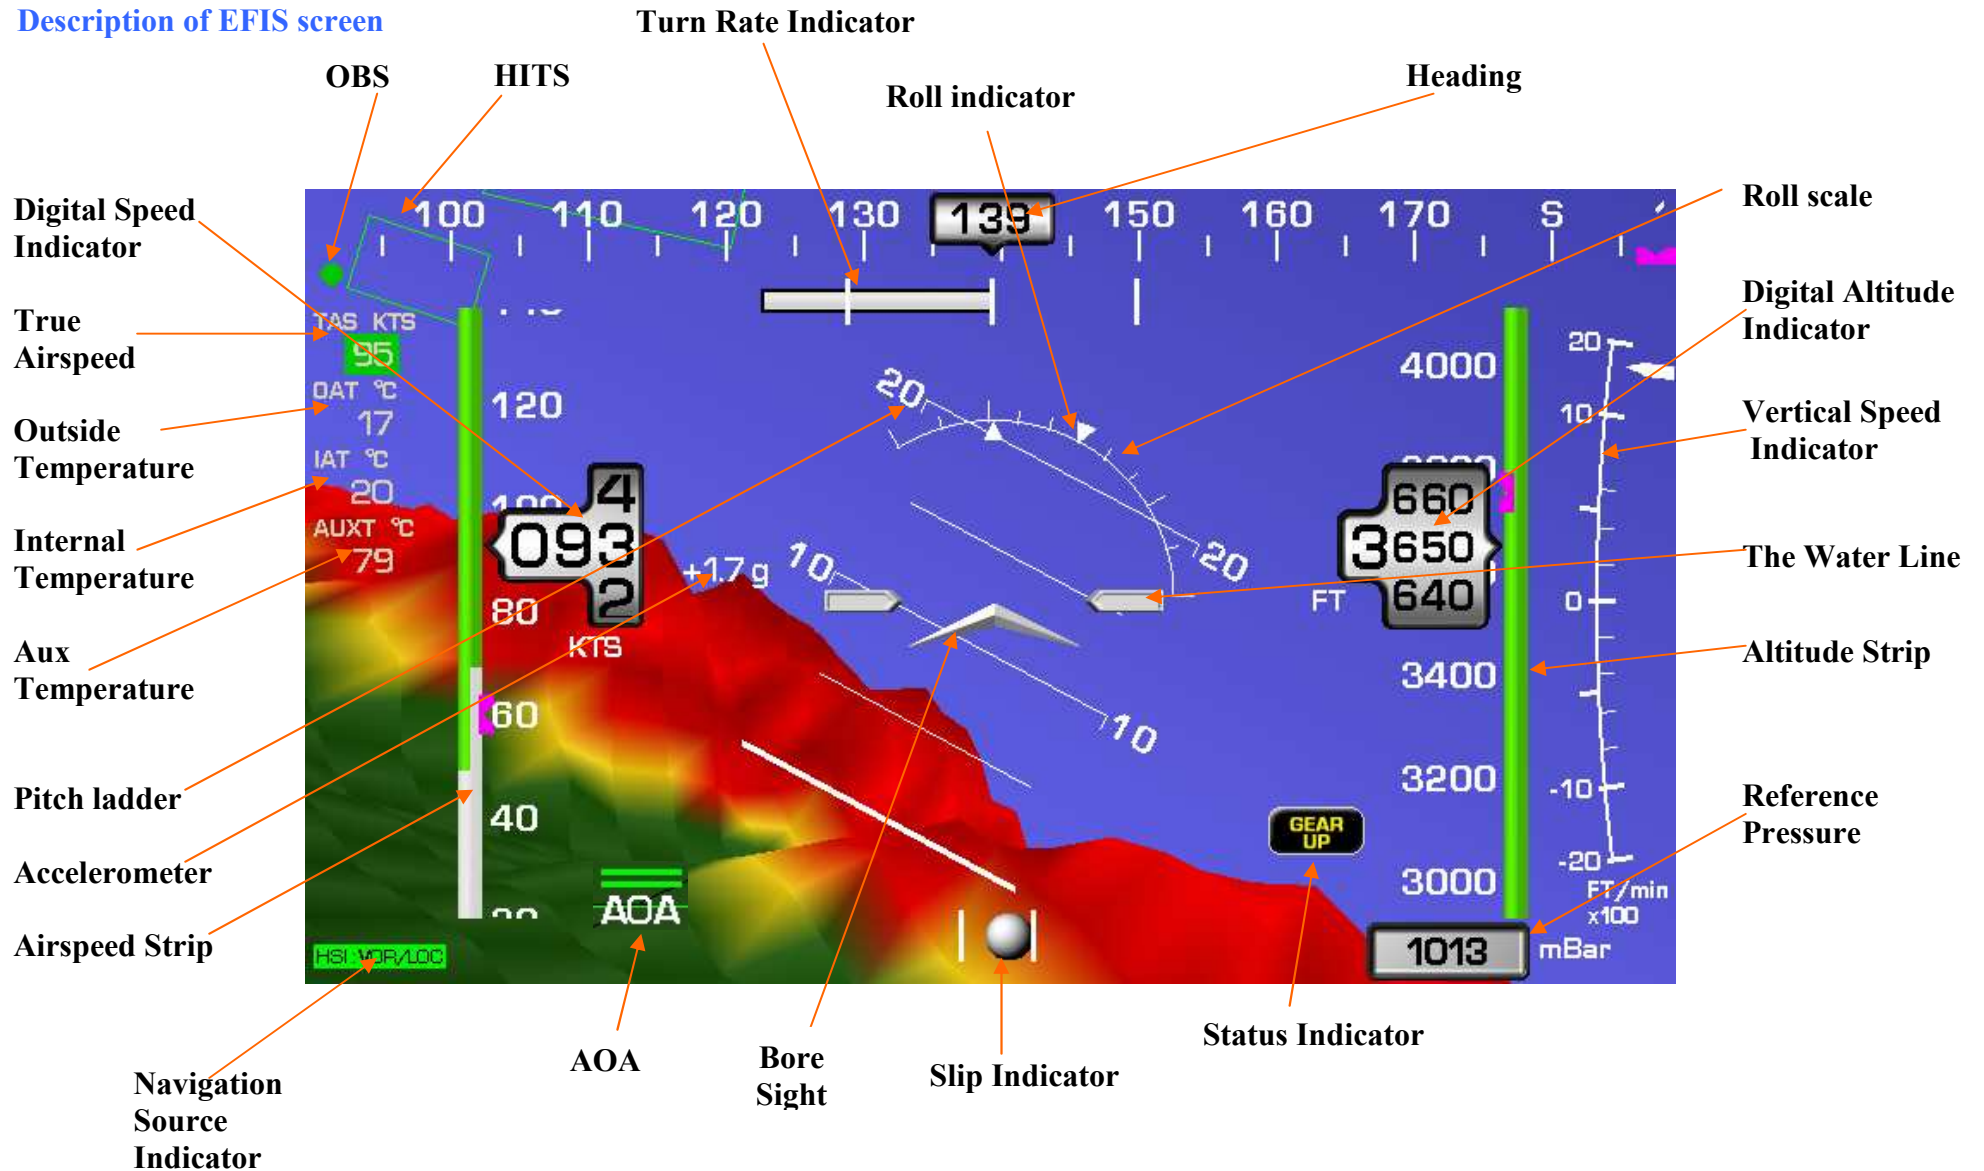 Description of EFIS screen
Turn Rate Indicator
OBS
HITS
Roll indicator
Heading
Digital Speed
Indicator
True
Airspeed
Outside
Temperature
Internal
Temperature
Aux
Temperature
Pitch ladder
Accelerometer
Airspeed Strip
Navigation
Source
Indicator
100 110 120 130 139 150 160 170 S
TAS KTS
95
OAT °C
17
IAT °C
20
AUXT °C
79
120
100
80
60
40
4
093
2
KTS
+1.7 g
20
20
10
10
AOA
HSI :VOR/LOC
GEAR
UP
4000
3400
3200
3000
660
3650
640
FT
20
10
0
-10
-20
FT/min
x100
1013
mBar
Roll scale
Digital Altitude
Indicator
Vertical Speed
Indicator
The Water Line
Altitude Strip
Reference
Pressure
AOA
Bore
Sight
Slip Indicator
Status Indicator